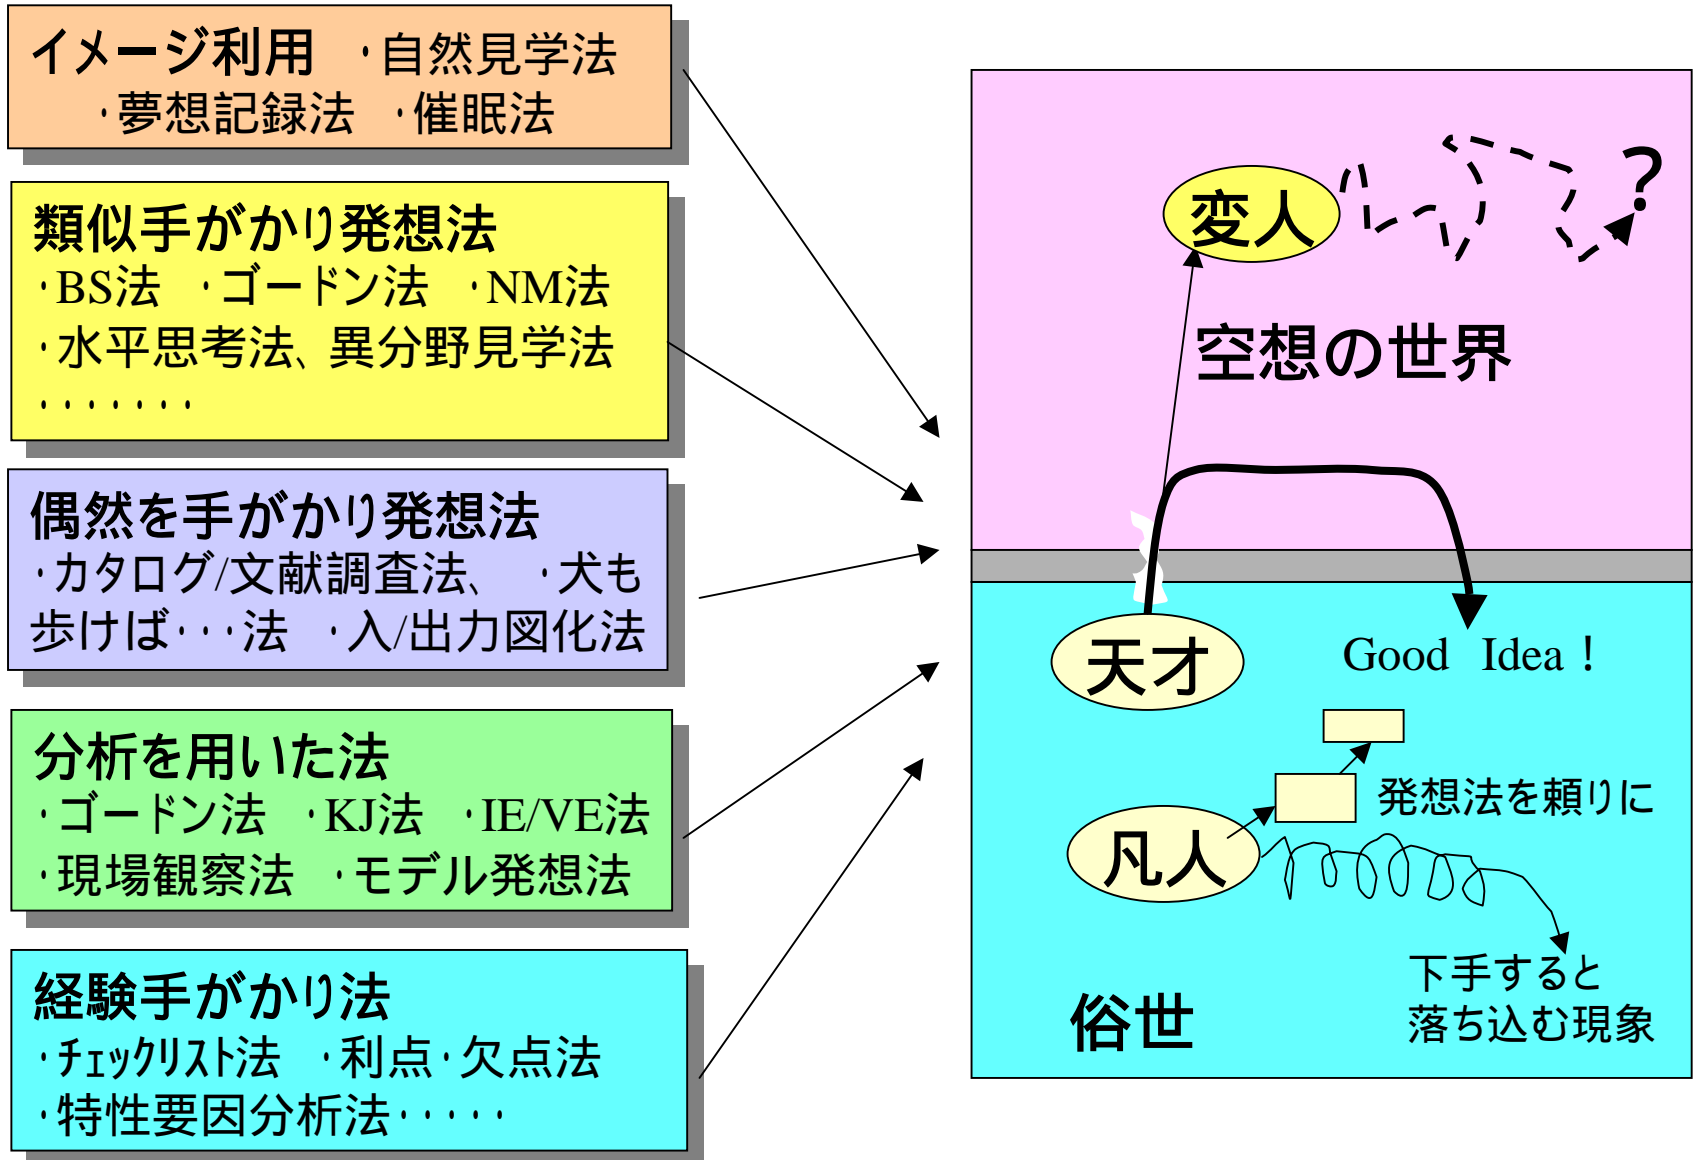 イメージ利用　・自然見学法
・夢想記録法　・催眠法
類似手がかり発想法
・BS法　・ゴードン法　・NM法
・水平思考法、異分野見学法
・・・・・・・
偶然を手がかり発想法
・カタログ/文献調査法、　・犬も
歩けば・・・法　・入/出力図化法
分析を用いた法
・ゴードン法　・KJ法　・IE/VE法
・現場観察法　・モデル発想法
経験手がかり法
・ﾁｪｯｸﾘｽﾄ法　・利点・欠点法
・特性要因分析法・・・・・
？
変人
空想の世界
天才
Good　Idea！
発想法を頼りに
凡人
下手すると
落ち込む現象
俗世